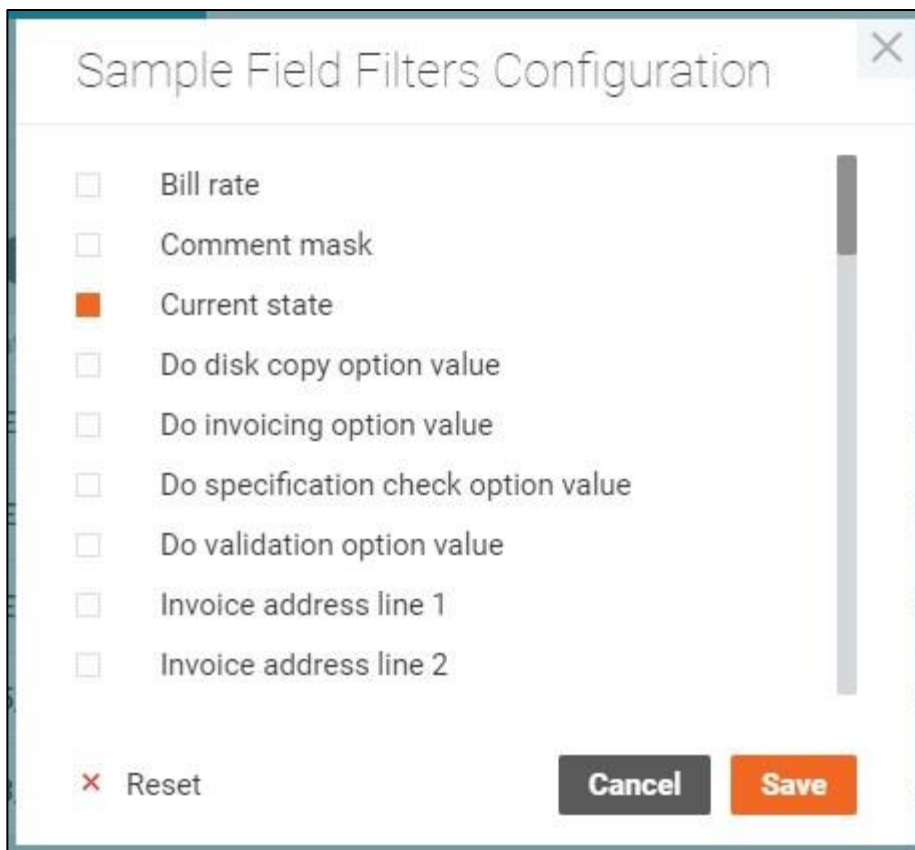 Sample Field Filters Configuration
Bill rate
Comment mask
Current state
Do disk copy option value
Do invoicing option value
Do specification check option value
Do validation option value
Invoice address line 1
Invoice address line 2
Reset
Cancel
Save